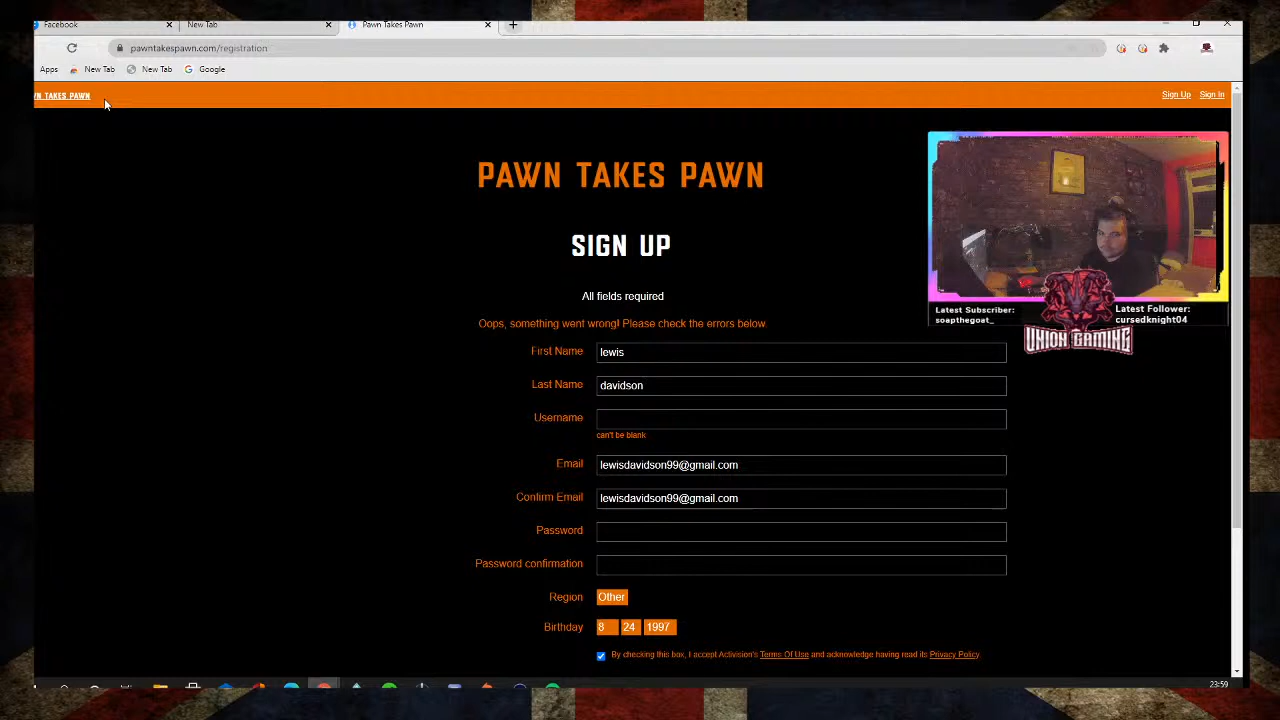 Facebook
New Tab
Pawn Takes Pawn
pawntakespawn.com/registration
Apps
New Tab
New Tab
Google
WN TAKES PAWN
Sign Up
Sign In
PAWN TAKES PAWN
SIGN UP
All fields required
Oops, something went wrong! Please check the errors below.
First Name
lewis
Last Name
davidson
Username
can't be blank
Email
lewisdavidson99@gmail.com
Confirm Email
lewisdavidson99@gmail.com
Password
Password confirmation
Region
Other
Birthday
8 24 1997
By checking this box, I accept Activision's Terms Of Use and acknowledge having read its Privacy Policy.
Latest Subscriber:
soapthegoat_
Latest Follower:
cursedknight04
UNION GAMING
23:59